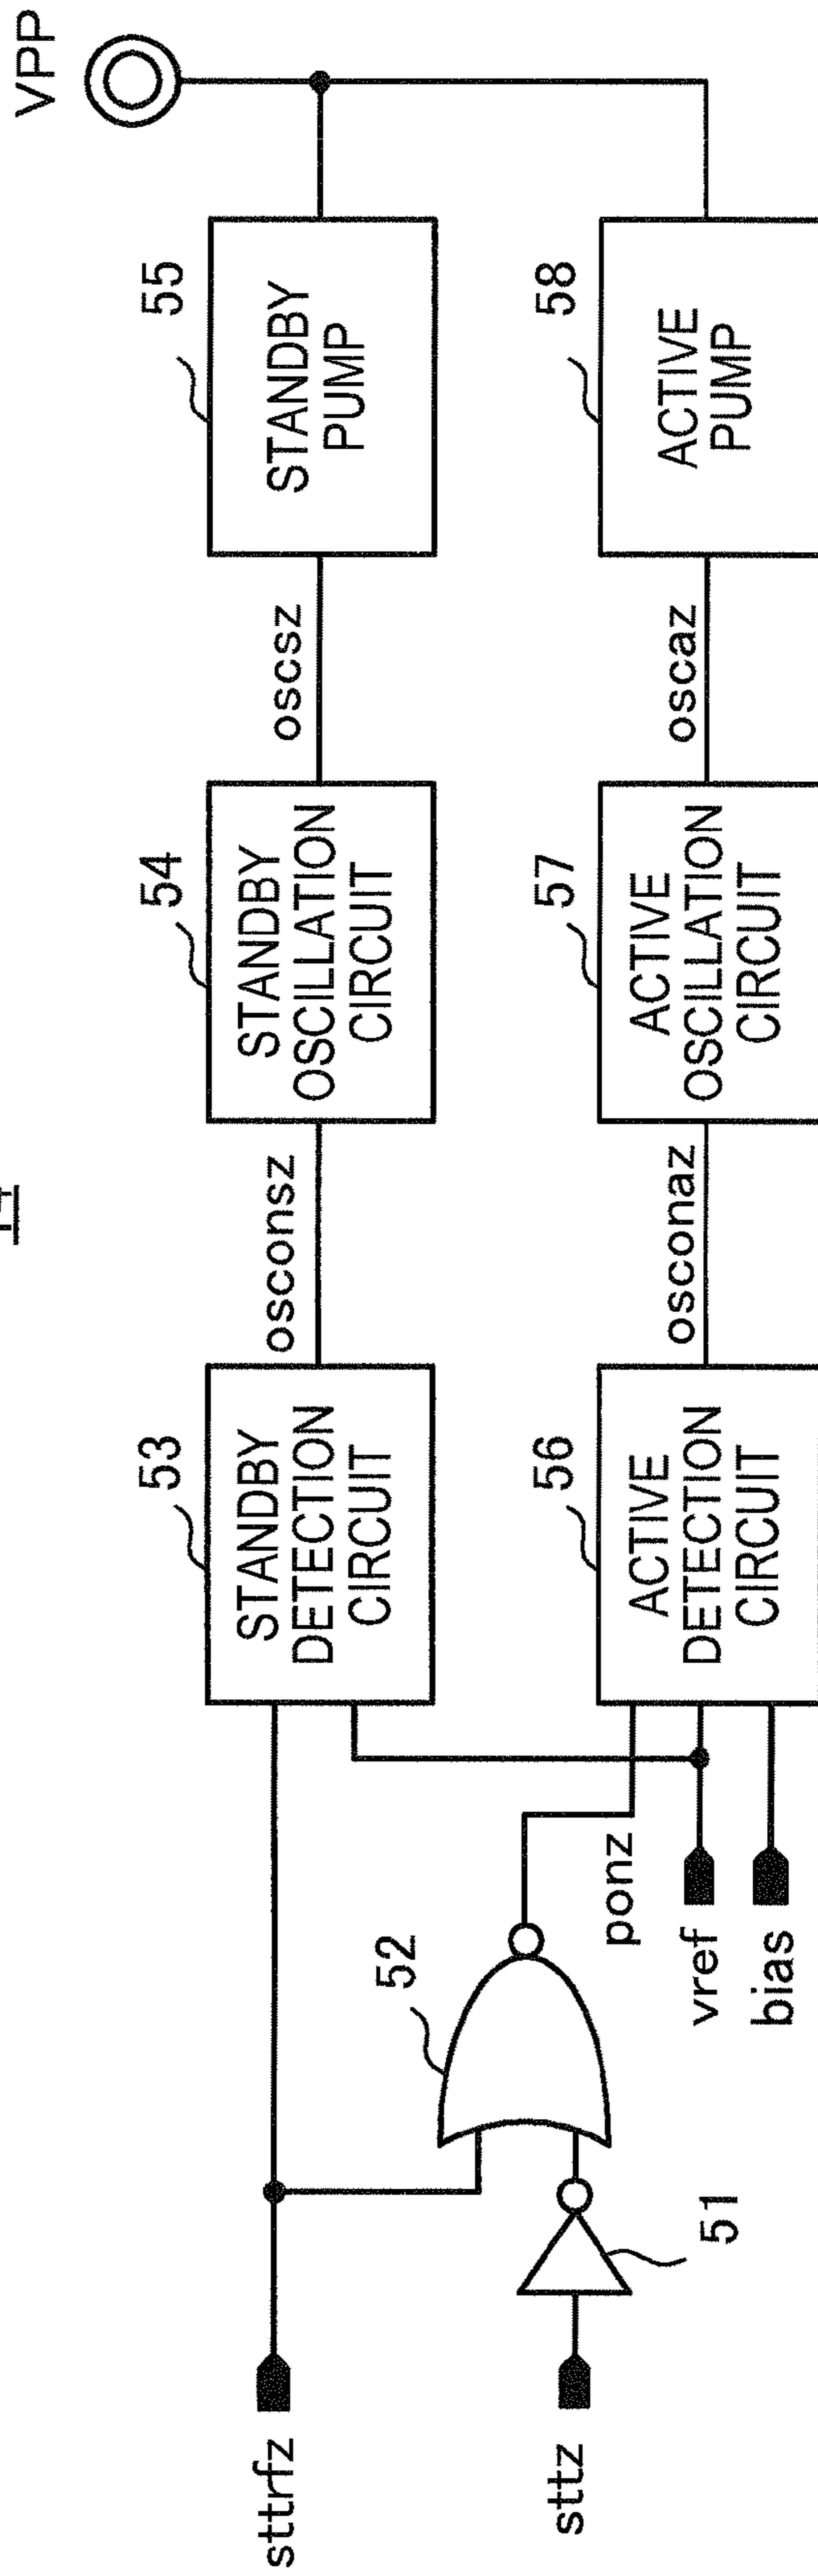 14
VPP
55
STANDBY
PUMP
58
ACTIVE
PUMP
oscsz
oscaz
54
STANDBY
OSCILLATION
CIRCUIT
57
ACTIVE
OSCILLATION
CIRCUIT
osconsz
osconaz
53
STANDBY
DETECTION
CIRCUIT
56
ACTIVE
DETECTION
CIRCUIT
52
ponz
vref
bias
51
sttrfz
sttz